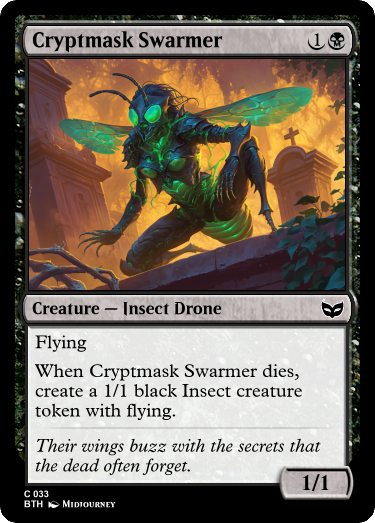 Cryptmask Swarmer 1
Creature — Insect Drone
Flying
When Cryptmask Swarmer dies,
create a 1/1 black Insect creature
token with flying.
Their wings buzz with the secrets that
the dead often forget.
1/1
C 033
BTH Midjourney